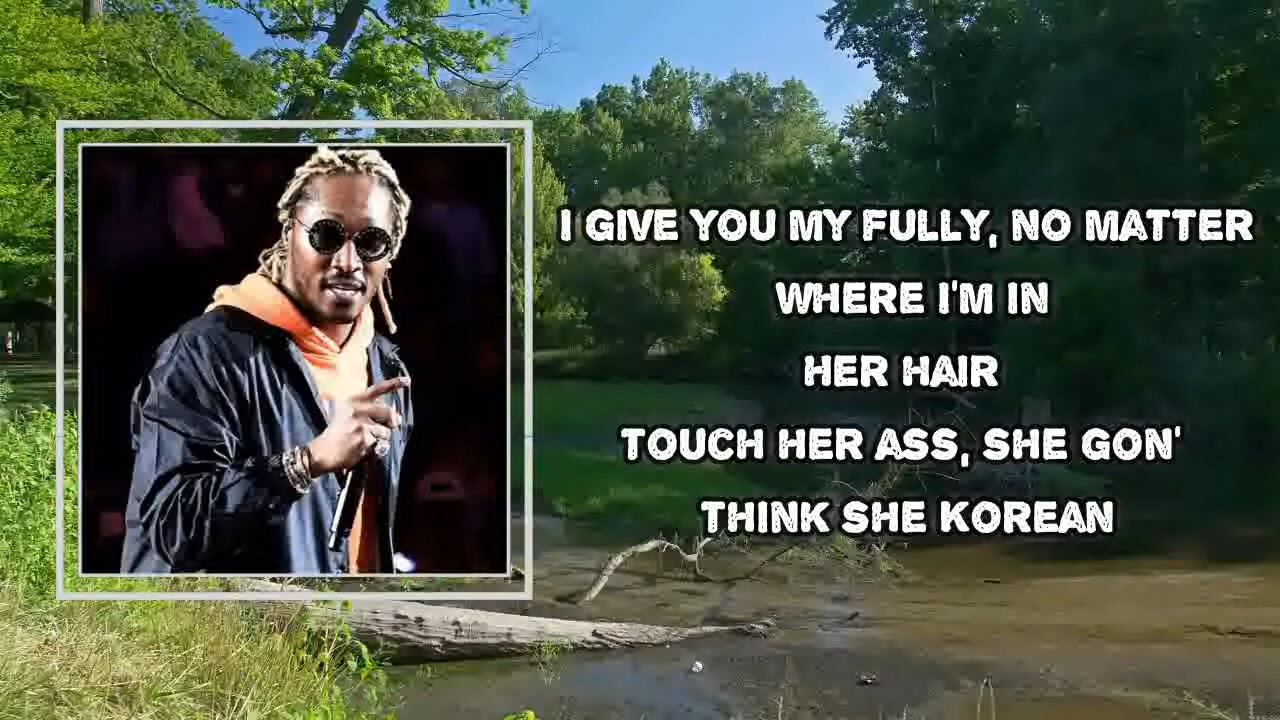 I GIVE YOU MY FULLY, NO MATTER
WHERE I'M IN
HER HAIR
TOUCH HER ASS, SHE GON'
THINK SHE KOREAN